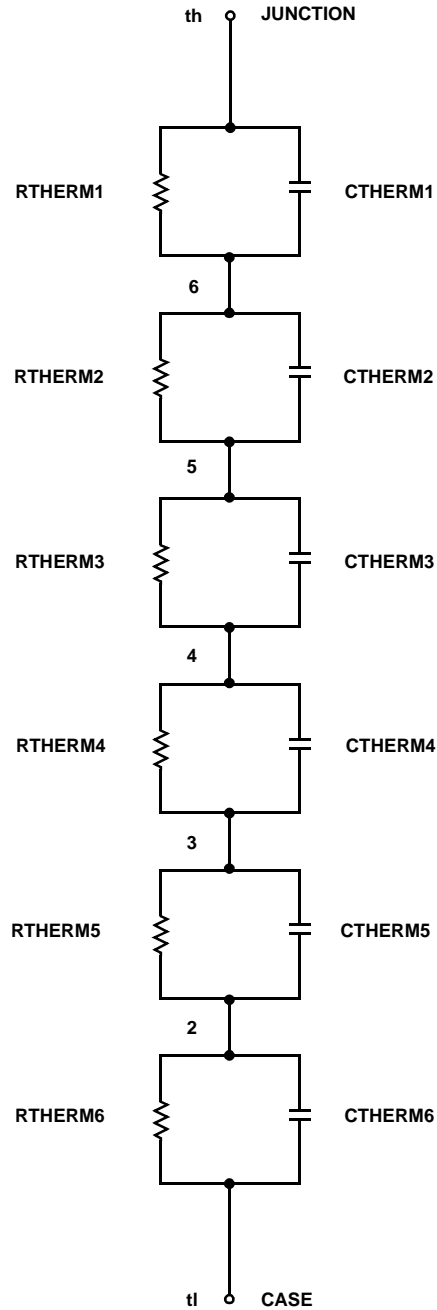 th JUNCTION
RTHERM1 CTHERM1
6
RTHERM2 CTHERM2
5
RTHERM3 CTHERM3
4
RTHERM4 CTHERM4
3
RTHERM5 CTHERM5
2
RTHERM6 CTHERM6
tl CASE